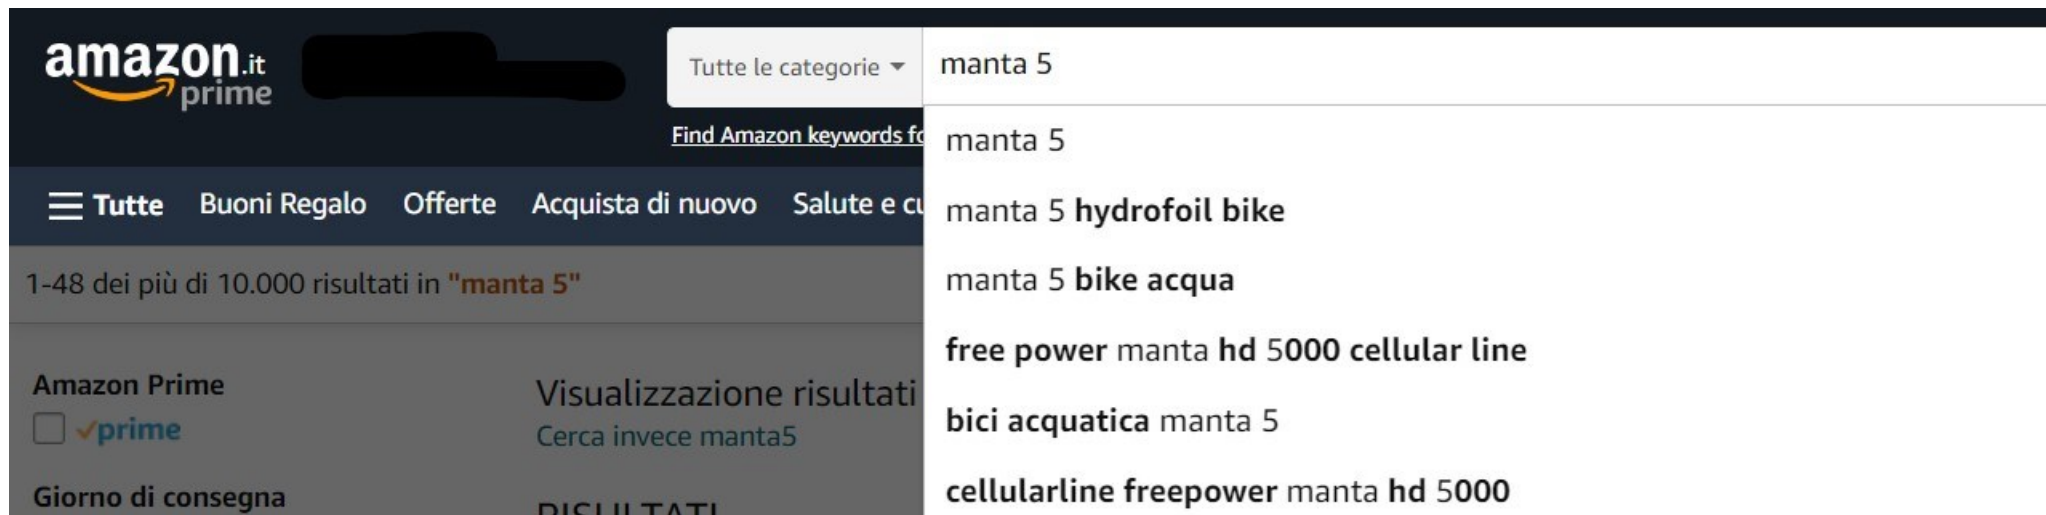 amazon.it
prime
Tutte le categorie
manta 5
Find Amazon keywords fo
Tutte Buoni Regalo Offerte Acquista di nuovo Salute e cu
manta 5
manta 5 hydrofoil bike
manta 5 bike acqua
free power manta hd 5000 cellular line
bici acquatica manta 5
cellularline freepower manta hd 5000
1-48 dei più di 10.000 risultati in "manta 5"
Amazon Prime
prime
Giorno di consegna
Visualizzazione risultati
Cerca invece manta5
RISULTATI